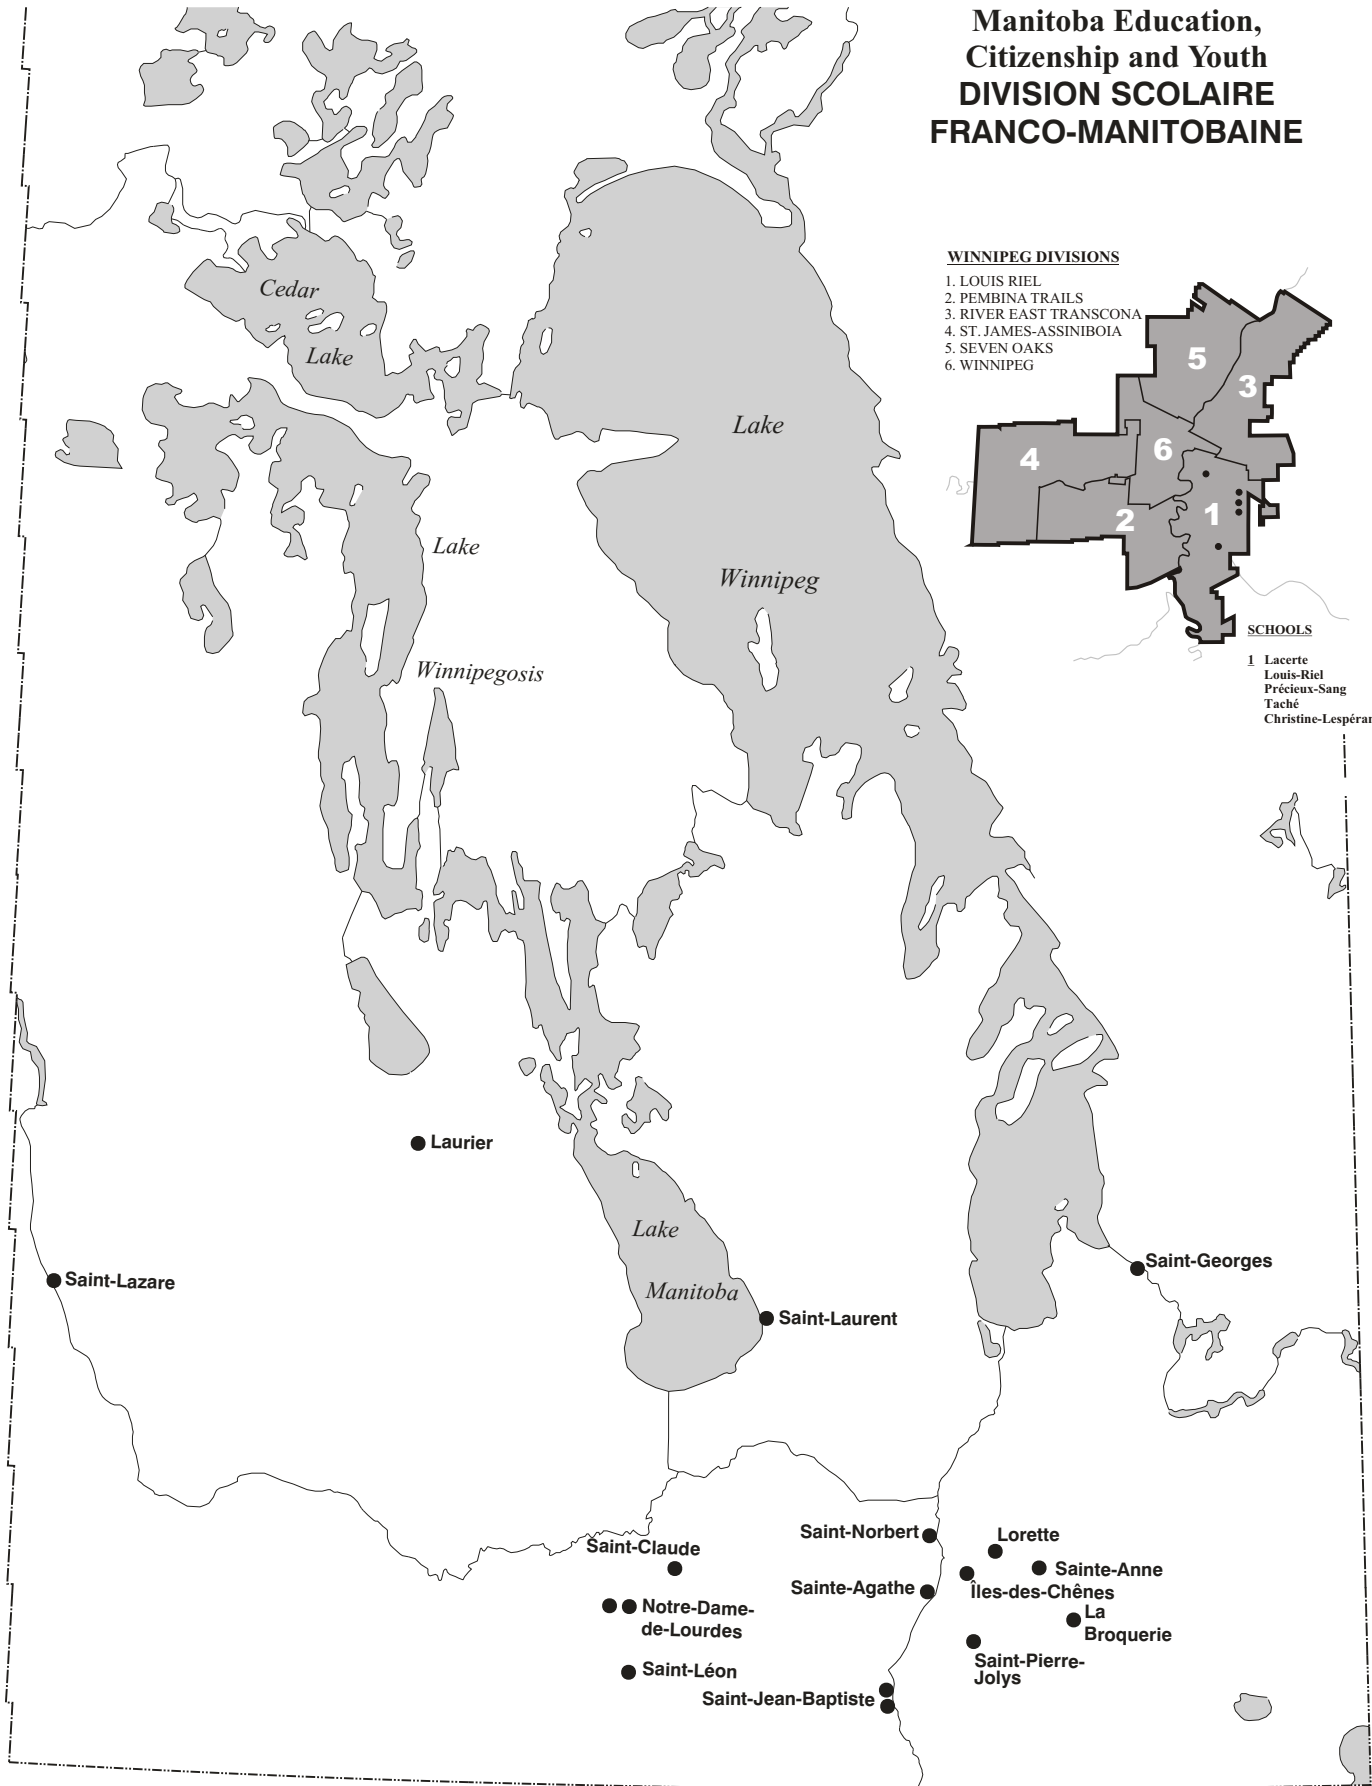 Manitoba Education,
Citizenship and Youth
DIVISION SCOLAIRE
FRANCO-MANITOBAINE
WINNIPEG DIVISIONS
1. LOUIS RIEL
2. PEMBINA TRAILS
3. RIVER EAST TRANSCONA
4. ST. JAMES-ASSINIBOIA
5. SEVEN OAKS
6. WINNIPEG
5
3
6
4
1
2
SCHOOLS
1 Lacerte
Louis-Riel
Précieux-Sang
Taché
Christine-Lespéran
Cedar
Lake
Lake
Winnipeg
Lake
Winnipegosis
Laurier
Lake
Manitoba
Saint-Lazare
Saint-Georges
Saint-Laurent
Saint-Norbert
Lorette
Saint-Claude
Sainte-Anne
Sainte-Agathe
Îles-des-Chênes
Notre-Dame-
de-Lourdes
La
Broquerie
Saint-Léon
Saint-Pierre-
Jolys
Saint-Jean-Baptiste